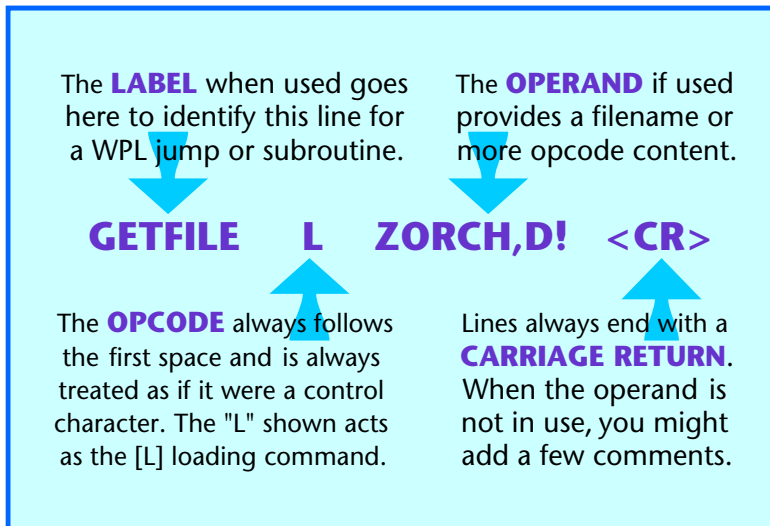 The LABEL when used goes
here to identify this line for
a WPL jump or subroutine.
The OPERAND if used
provides a filename or
more opcode content.
GETFILE L ZORCH,D! <CR>
The OPCODE always follows
the first space and is always
treated as if it were a control
character. The "L" shown acts
as the [L] loading command.
Lines always end with a
CARRIAGE RETURN.
When the operand is
not in use, you might
add a few comments.